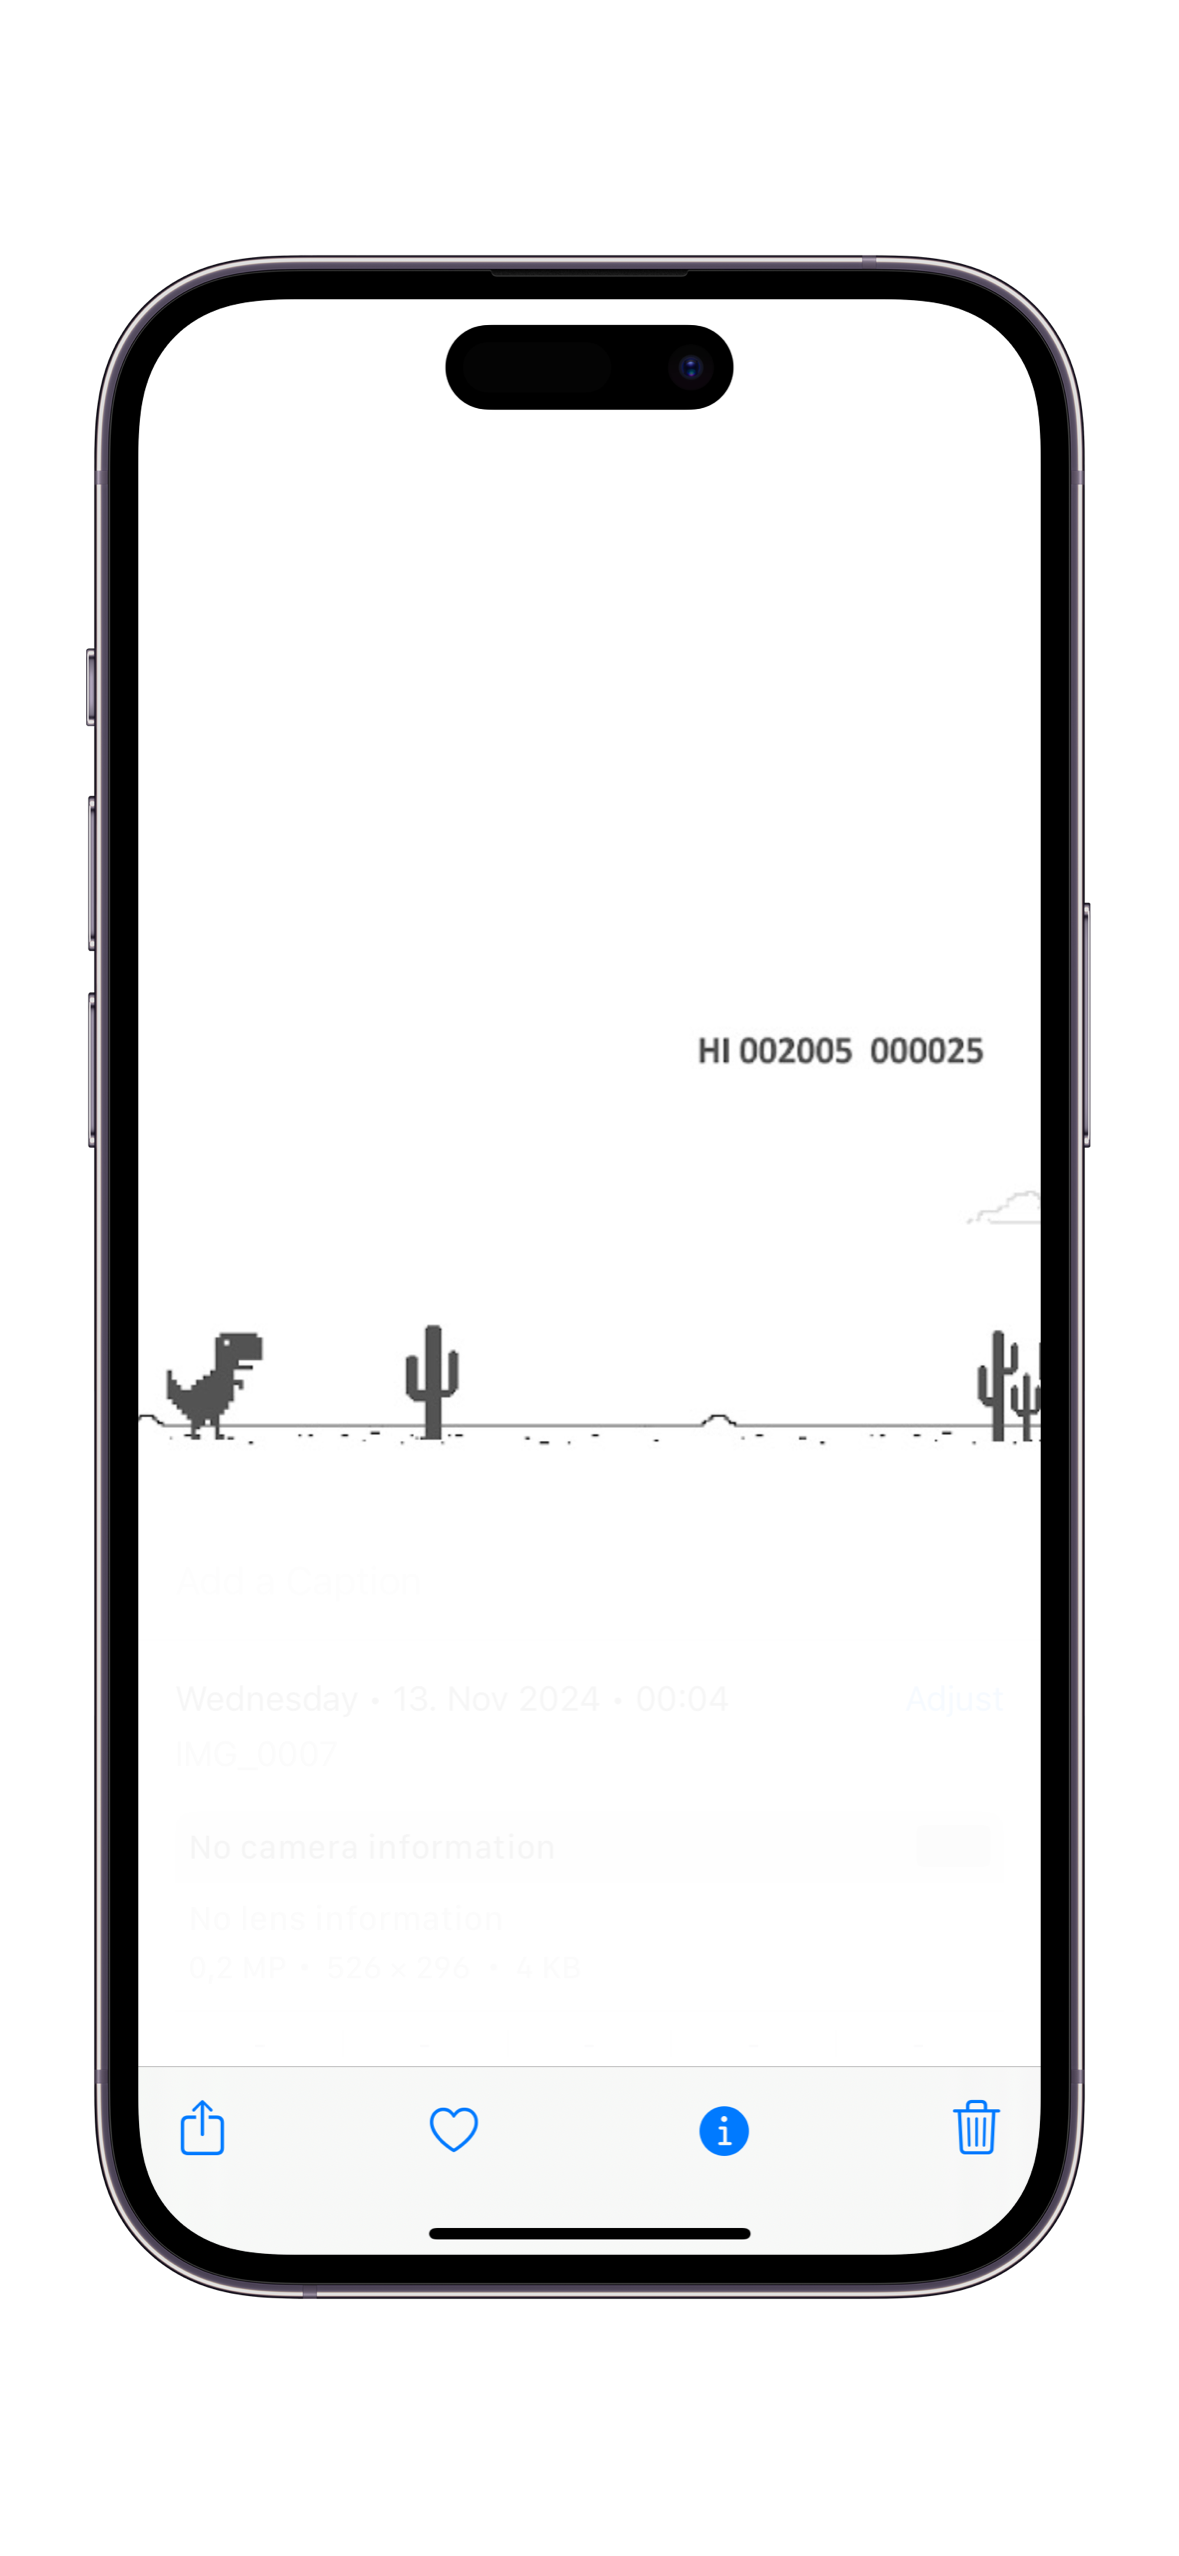 HI 002005 000025
Add a Caption
Wednesday • 13. Nov 2024 • 00:04
Adjust
IMG_0007
No camera information
No lens information
0,2 MP • 526 × 296 • 4 KB